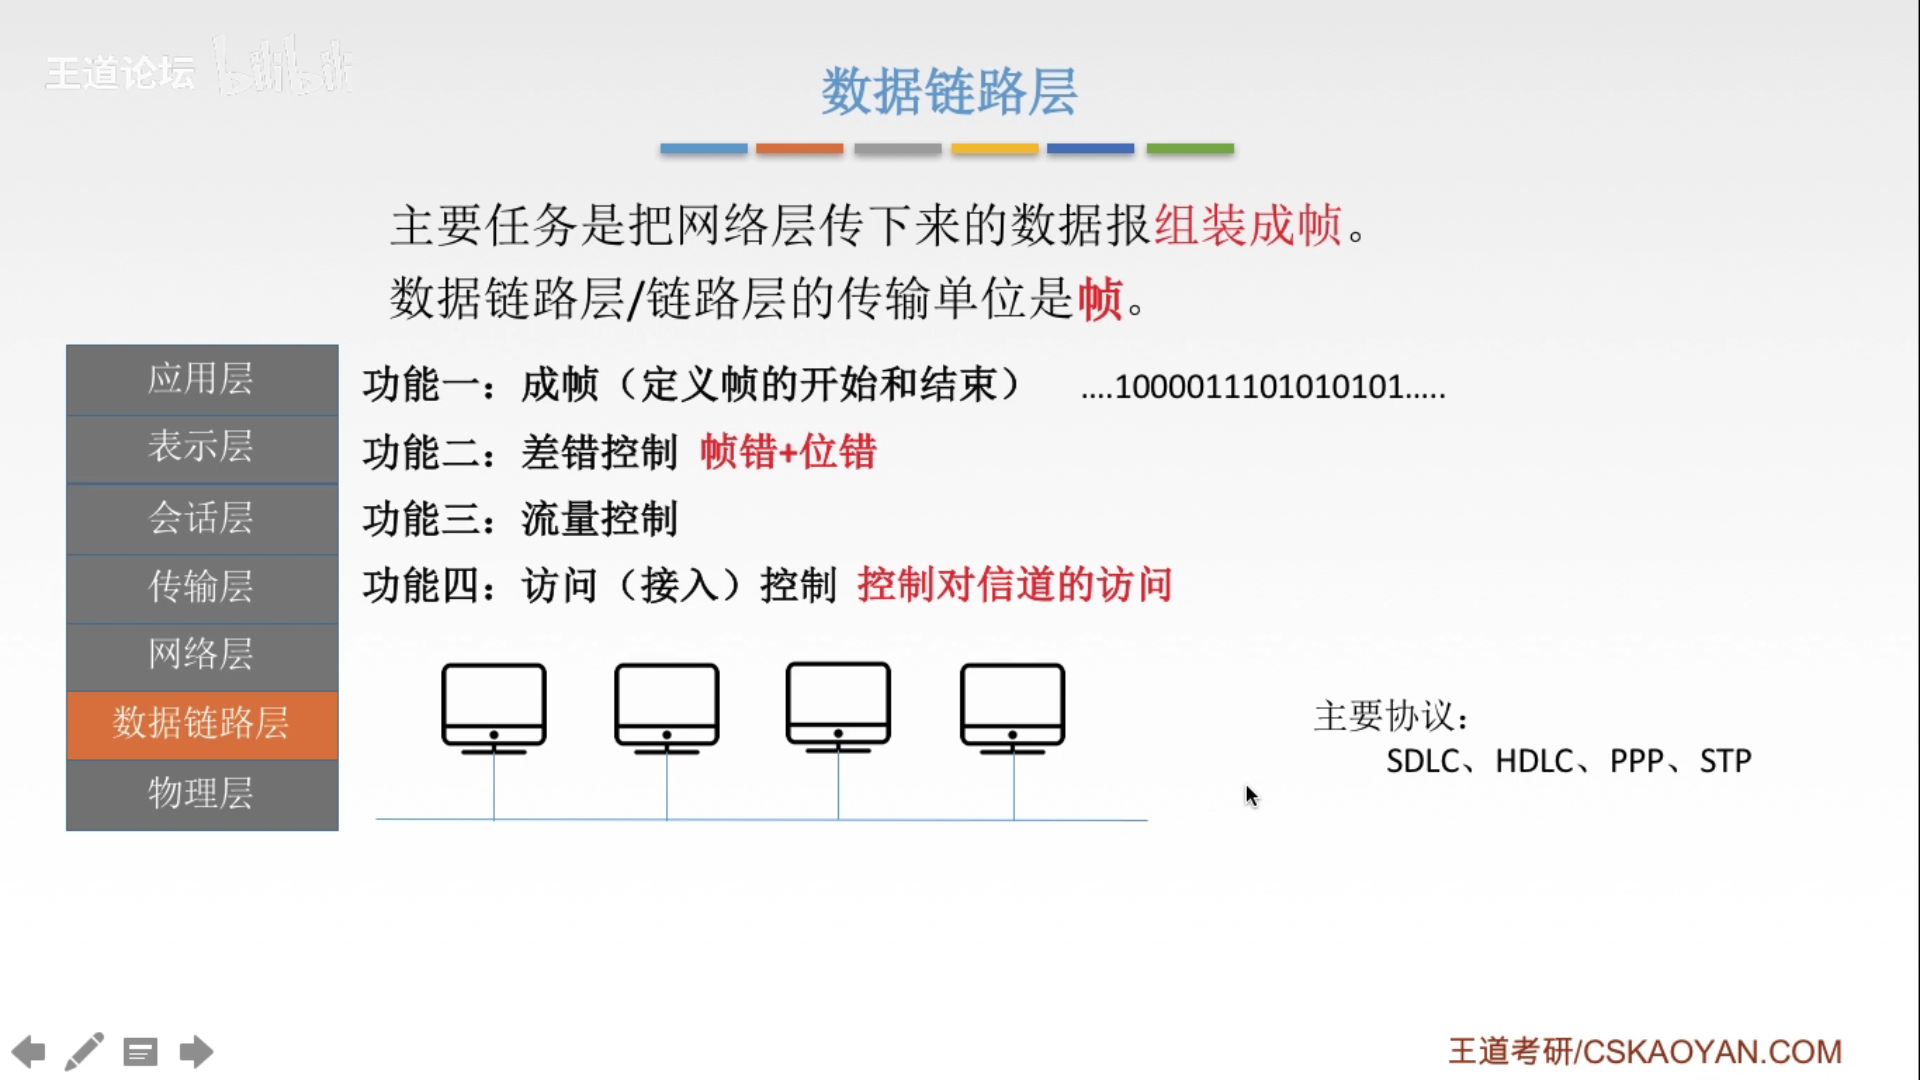 王道论坛 bilibili
数据链路层
主要任务是把网络层传下来的数据报组装成帧。
数据链路层/链路层的传输单位是帧。
应用层
表示层
会话层
传输层
网络层
数据链路层
物理层
功能一：成帧（定义帧的开始和结束） ....1000011101010101.....
功能二：差错控制 帧错+位错
功能三：流量控制
功能四：访问（接入）控制 控制对信道的访问
主要协议：
SDLC、HDLC、PPP、STP
王道考研/CSKAOYAN.COM